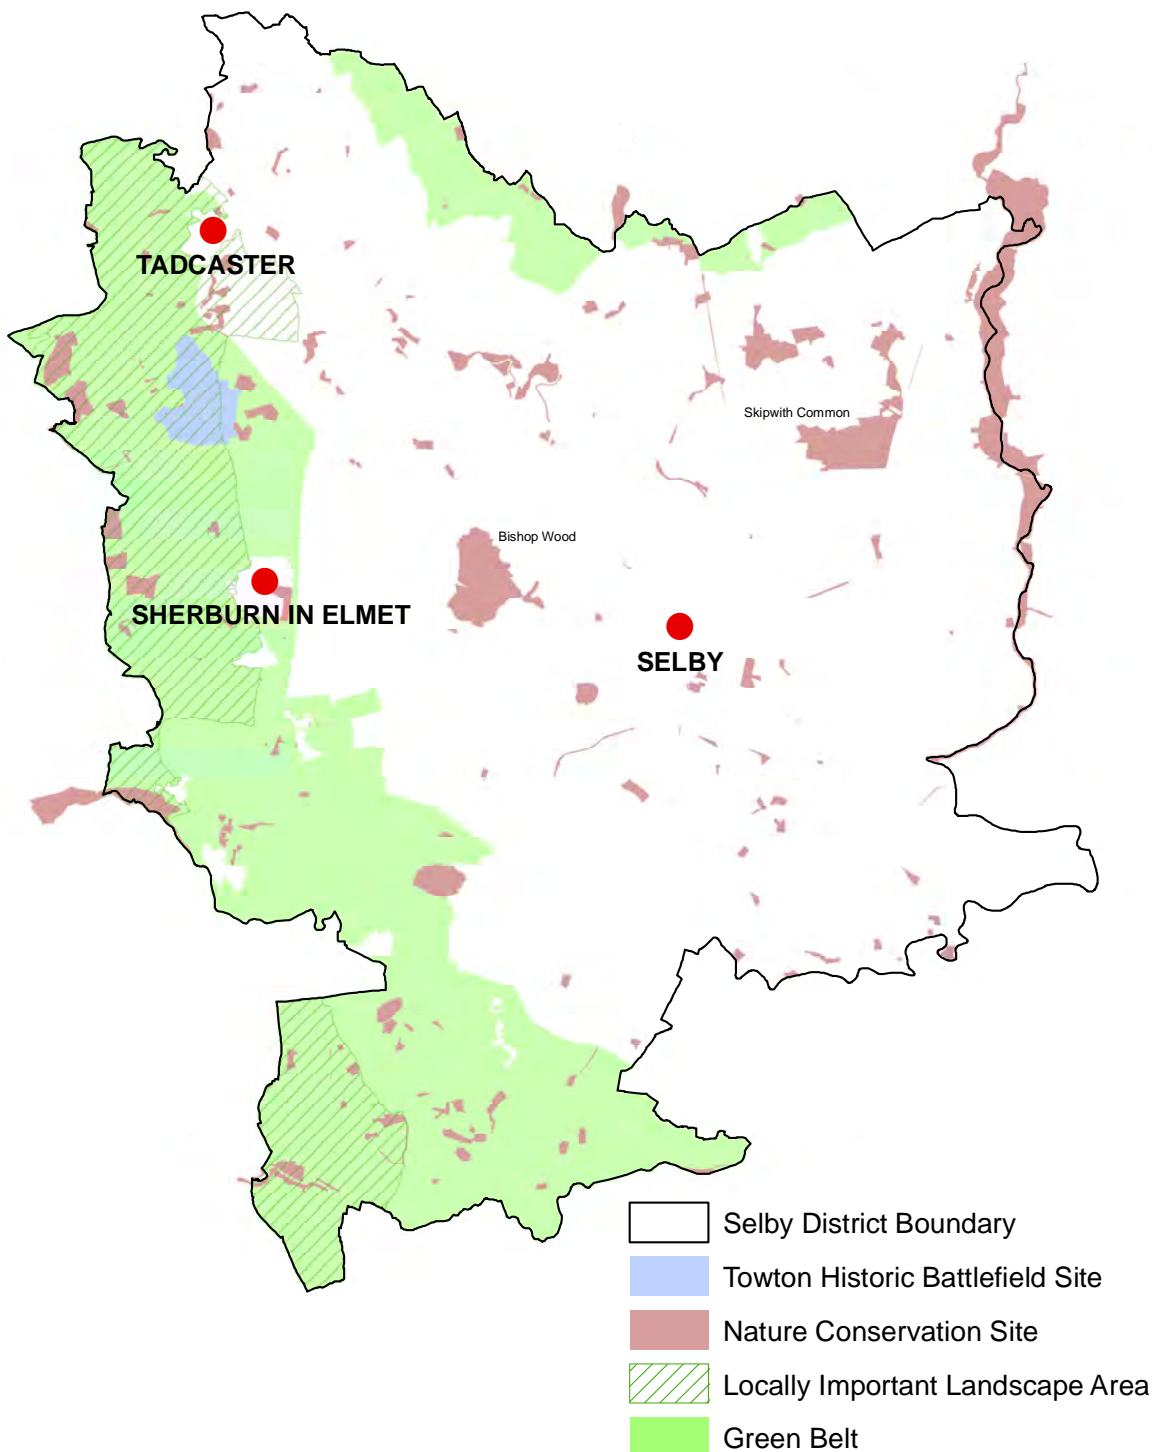 TADCASTER
Skipwith Common
Bishop Wood
SHERBURN IN ELMET
SELBY
Selby District Boundary
Towton Historic Battlefield Site
Nature Conservation Site
Locally Important Landscape Area
Green Belt